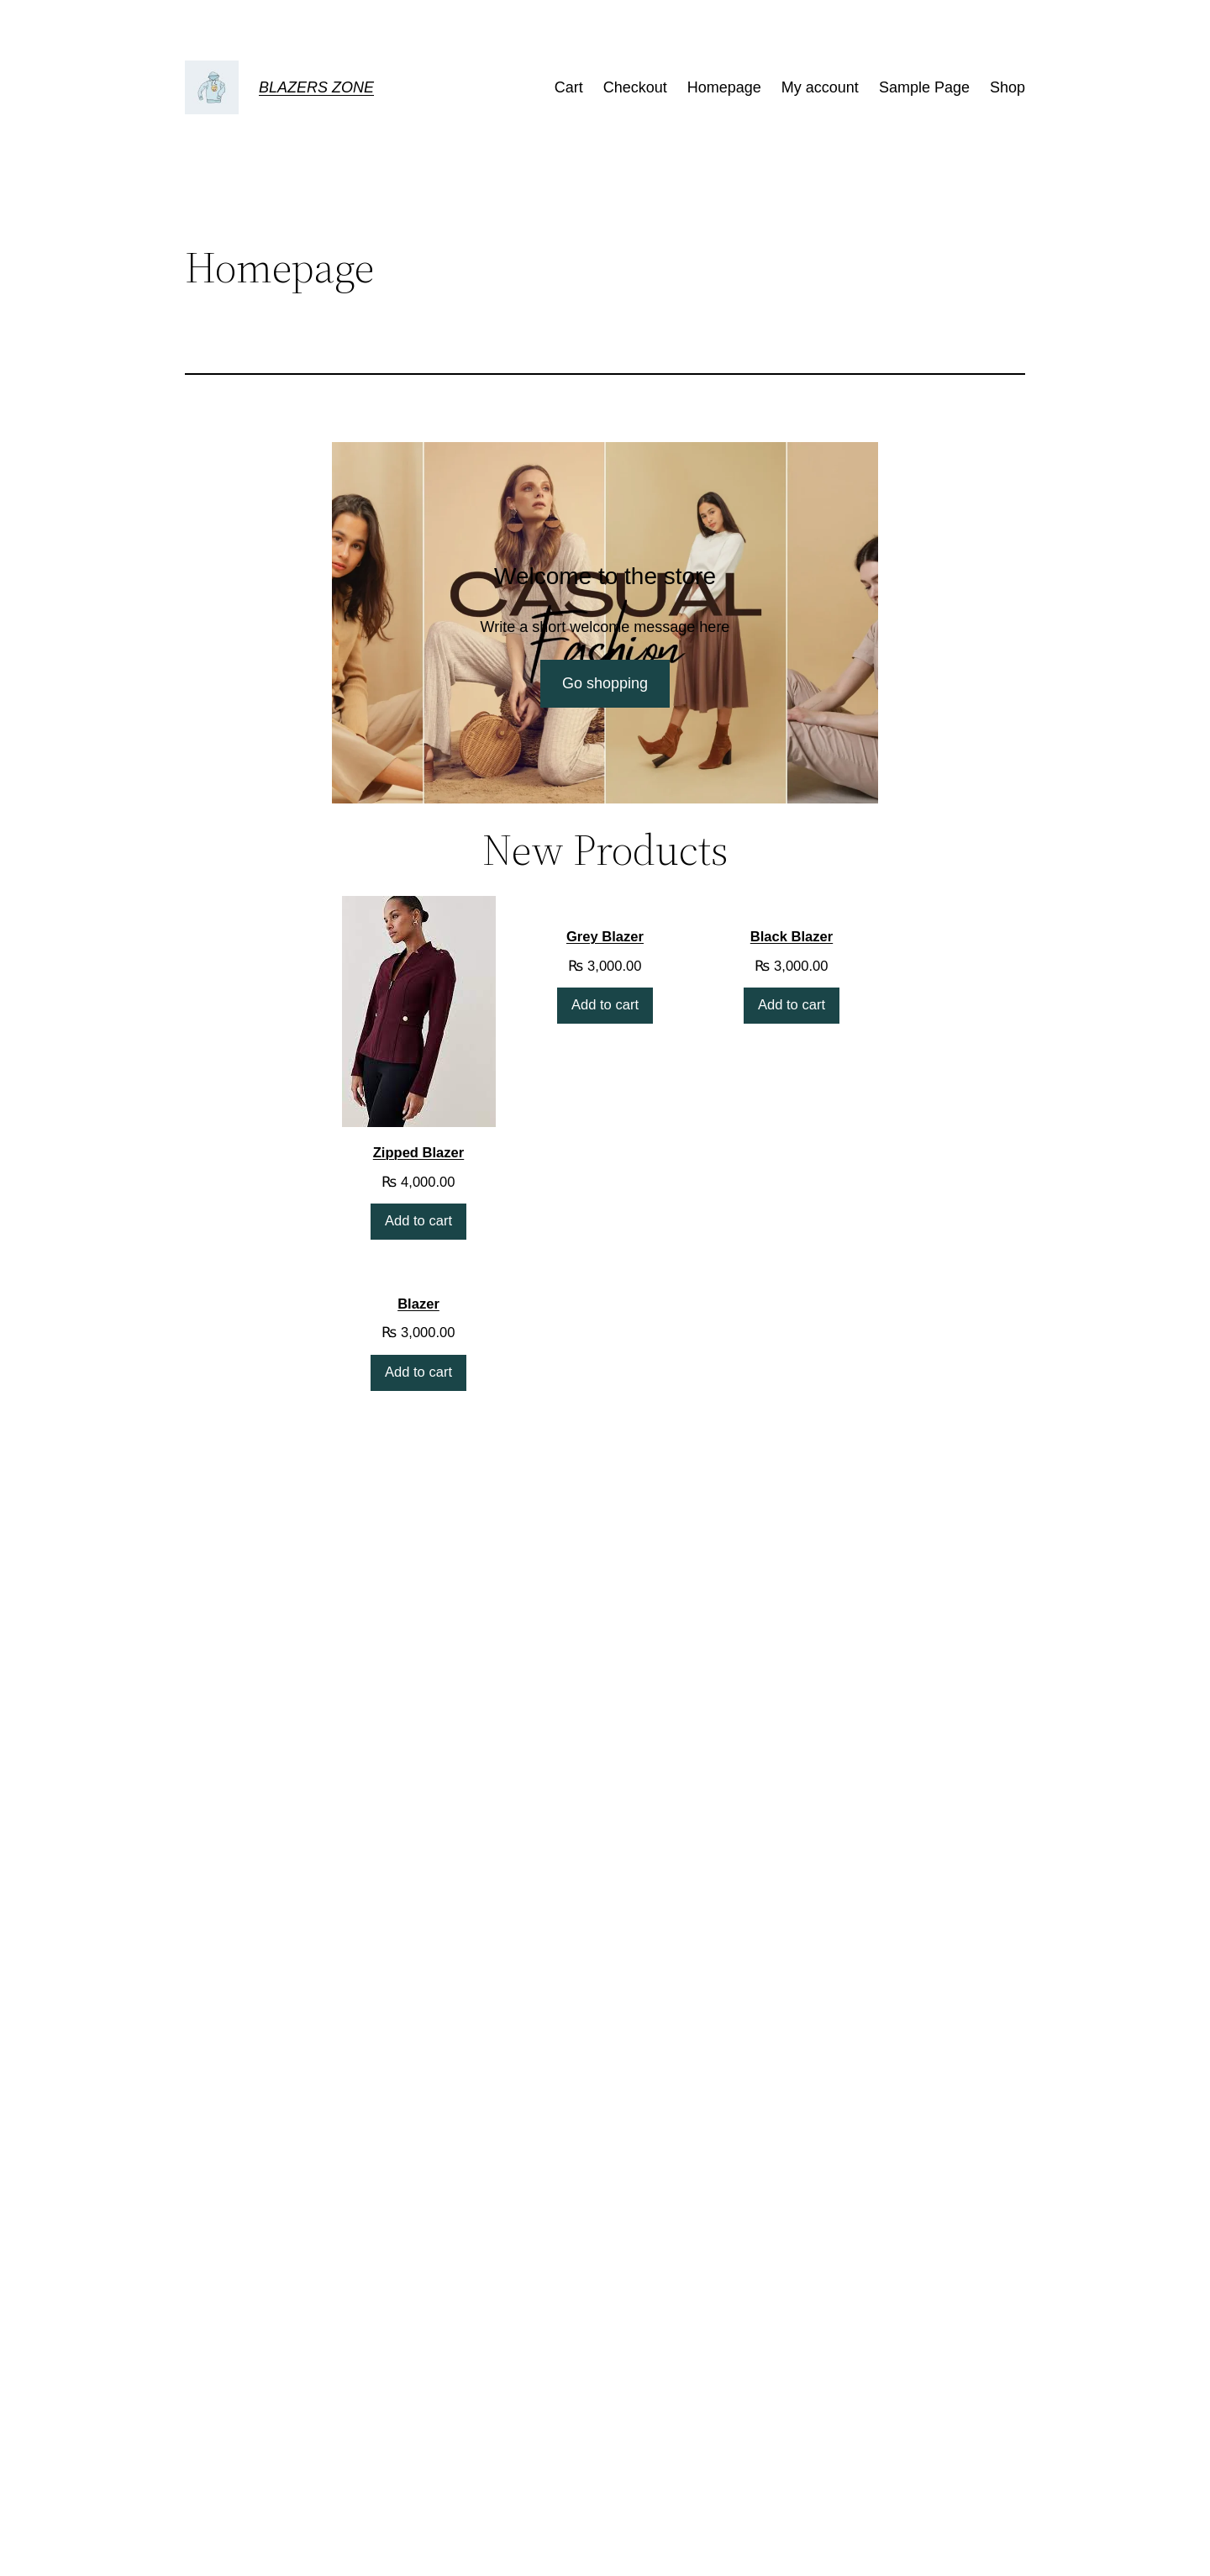 BLAZERS ZONE
Cart Checkout Homepage My account Sample Page Shop
Homepage
Welcome to the store
CASUAL
Write a short welcome message here
Fashion
Go shopping
New Products
Grey Blazer
₨ 3,000.00
Add to cart
Black Blazer
₨ 3,000.00
Add to cart
Zipped Blazer
₨ 4,000.00
Add to cart
Blazer
₨ 3,000.00
Add to cart